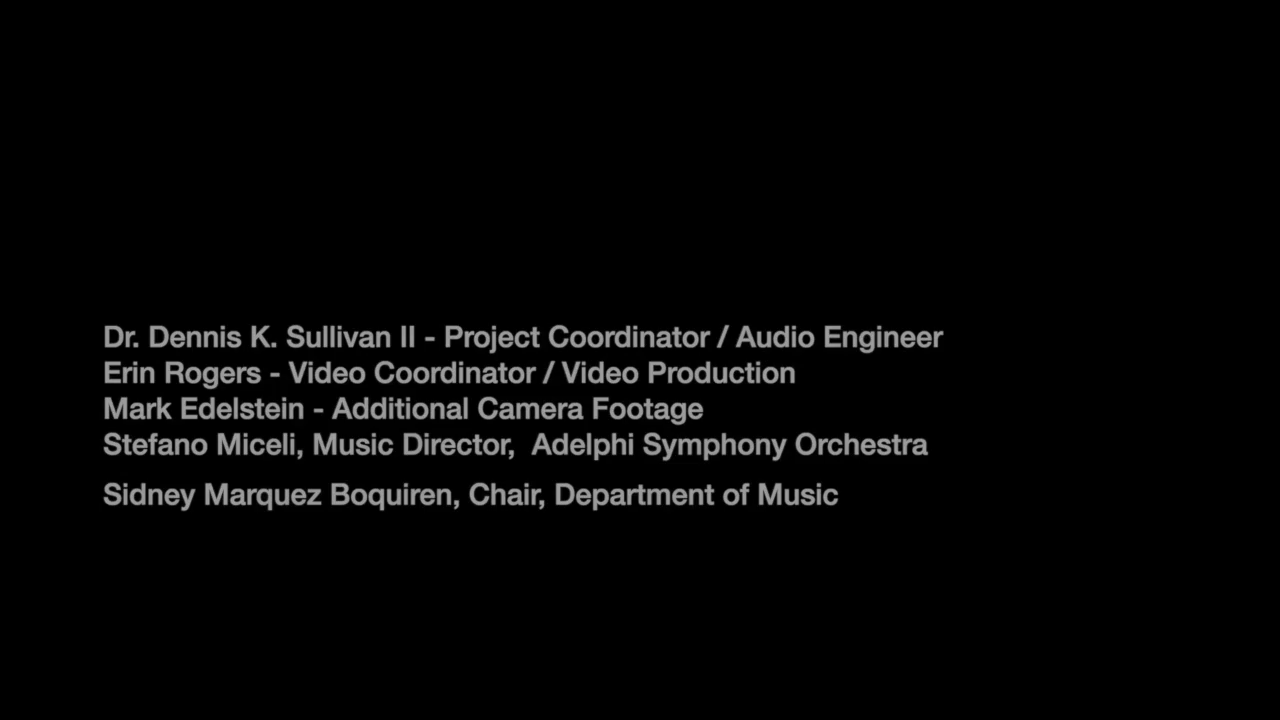 Dr. Dennis K. Sullivan II - Project Coordinator / Audio Engineer
Erin Rogers - Video Coordinator / Video Production
Mark Edelstein - Additional Camera Footage
Stefano Miceli, Music Director,  Adelphi Symphony Orchestra
Sidney Marquez Boquiren, Chair, Department of Music